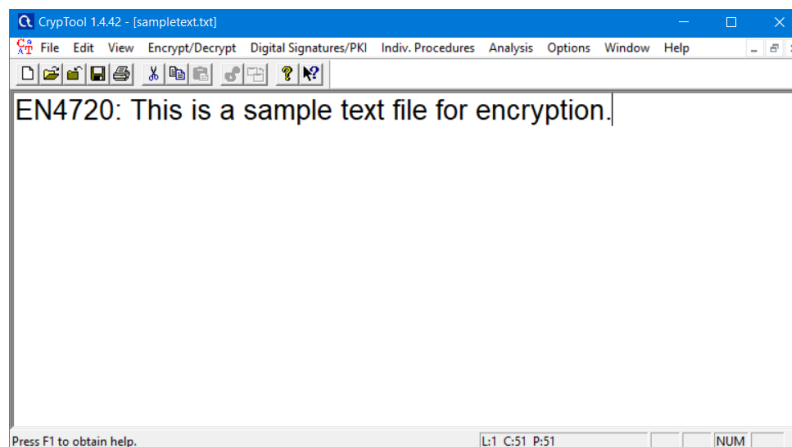 CrypTool 1.4.42 - [sampletext.txt]
File Edit View Encrypt/Decrypt Digital Signatures/PKI Indiv. Procedures Analysis Options Window Help
EN4720: This is a sample text file for encryption.
Press F1 to obtain help. L:1 C:51 P:51 NUM